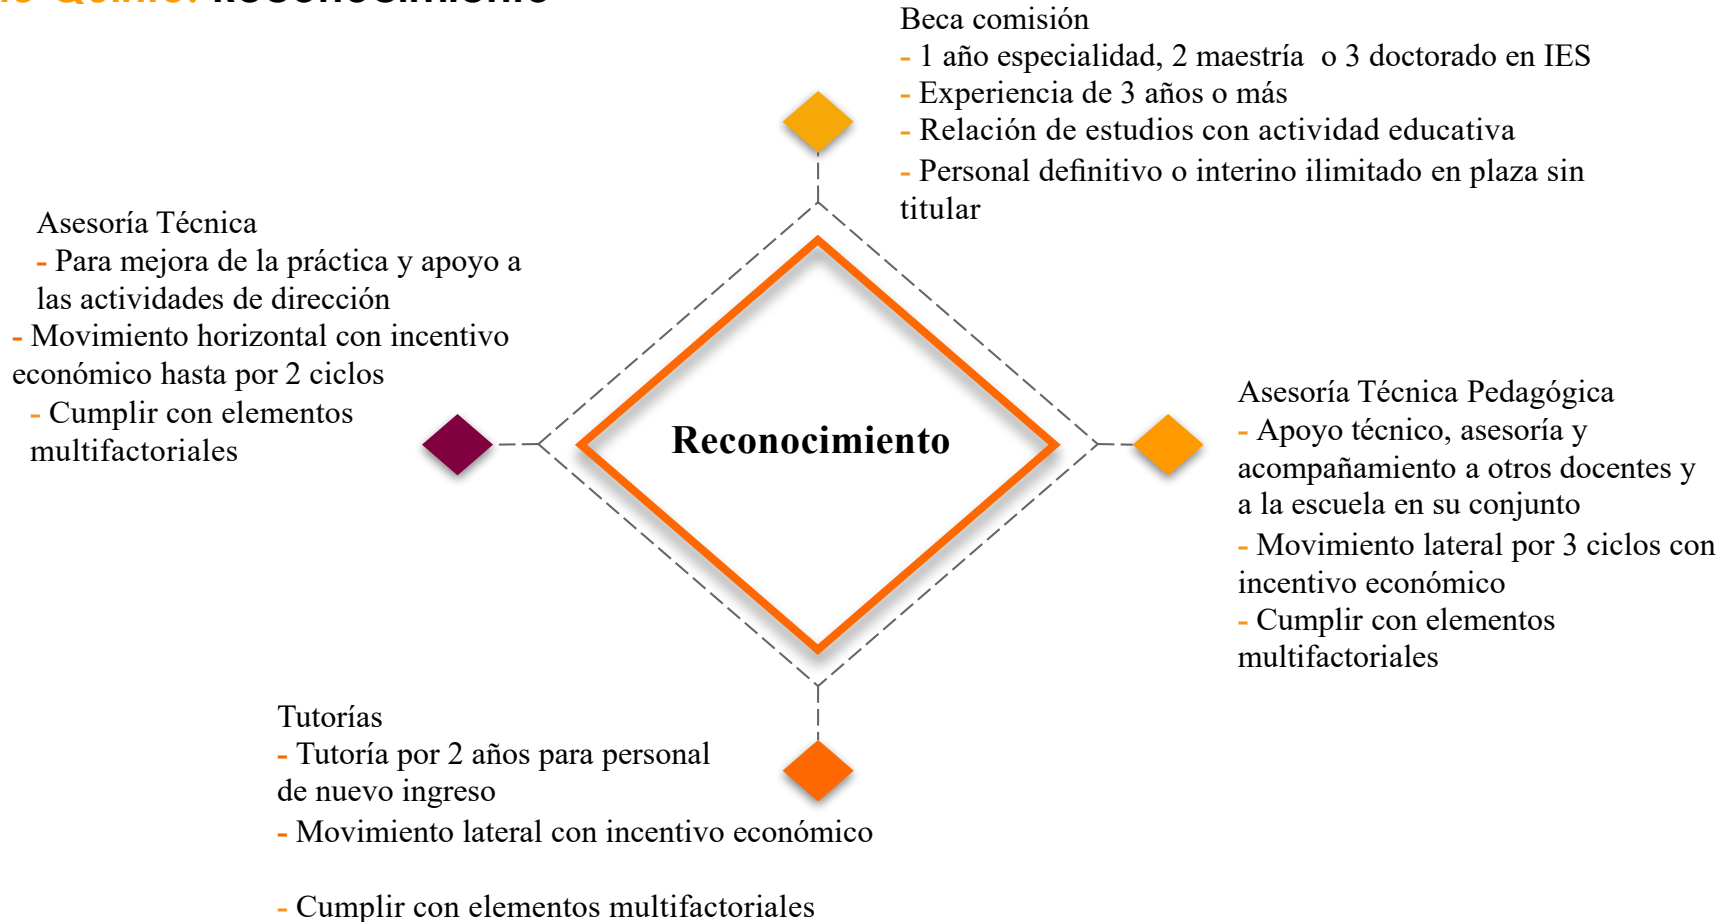 Quinto: Reconocimiento
Beca comisión
- 1 año especialidad, 2 maestría o 3 doctorado en IES
- Experiencia de 3 años o más
- Relación de estudios con actividad educativa
- Personal definitivo o interino ilimitado en plaza sin
titular
Asesoría Técnica
- Para mejora de la práctica y apoyo a
las actividades de dirección
- Movimiento horizontal con incentivo
económico hasta por 2 ciclos
- Cumplir con elementos
multifactoriales
Reconocimiento
Asesoría Técnica Pedagógica
- Apoyo técnico, asesoría y
acompañamiento a otros docentes y
a la escuela en su conjunto
- Movimiento lateral por 3 ciclos con
incentivo económico
- Cumplir con elementos
multifactoriales
Tutorías
- Tutoría por 2 años para personal
de nuevo ingreso
- Movimiento lateral con incentivo económico
- Cumplir con elementos multifactoriales